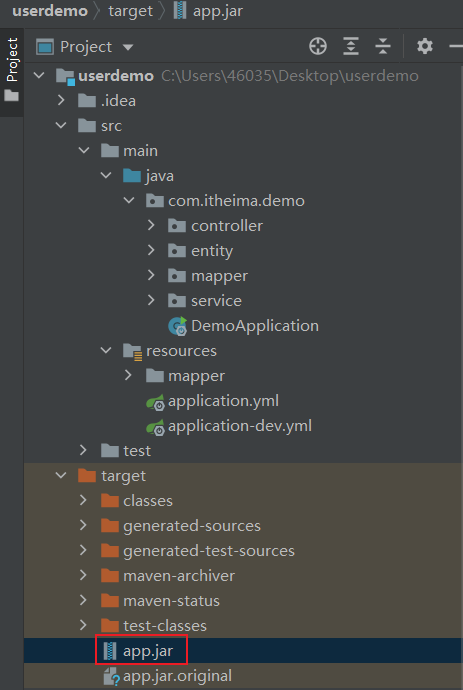 userdemo target app.jar
Project
Project
userdemo C:\Users\46035\Desktop\userdemo
.idea
src
main
java
com.itheima.demo
controller
entity
mapper
service
DemoApplication
resources
mapper
application.yml
application-dev.yml
test
target
classes
generated-sources
generated-test-sources
maven-archiver
maven-status
test-classes
app.jar
app.jar.original